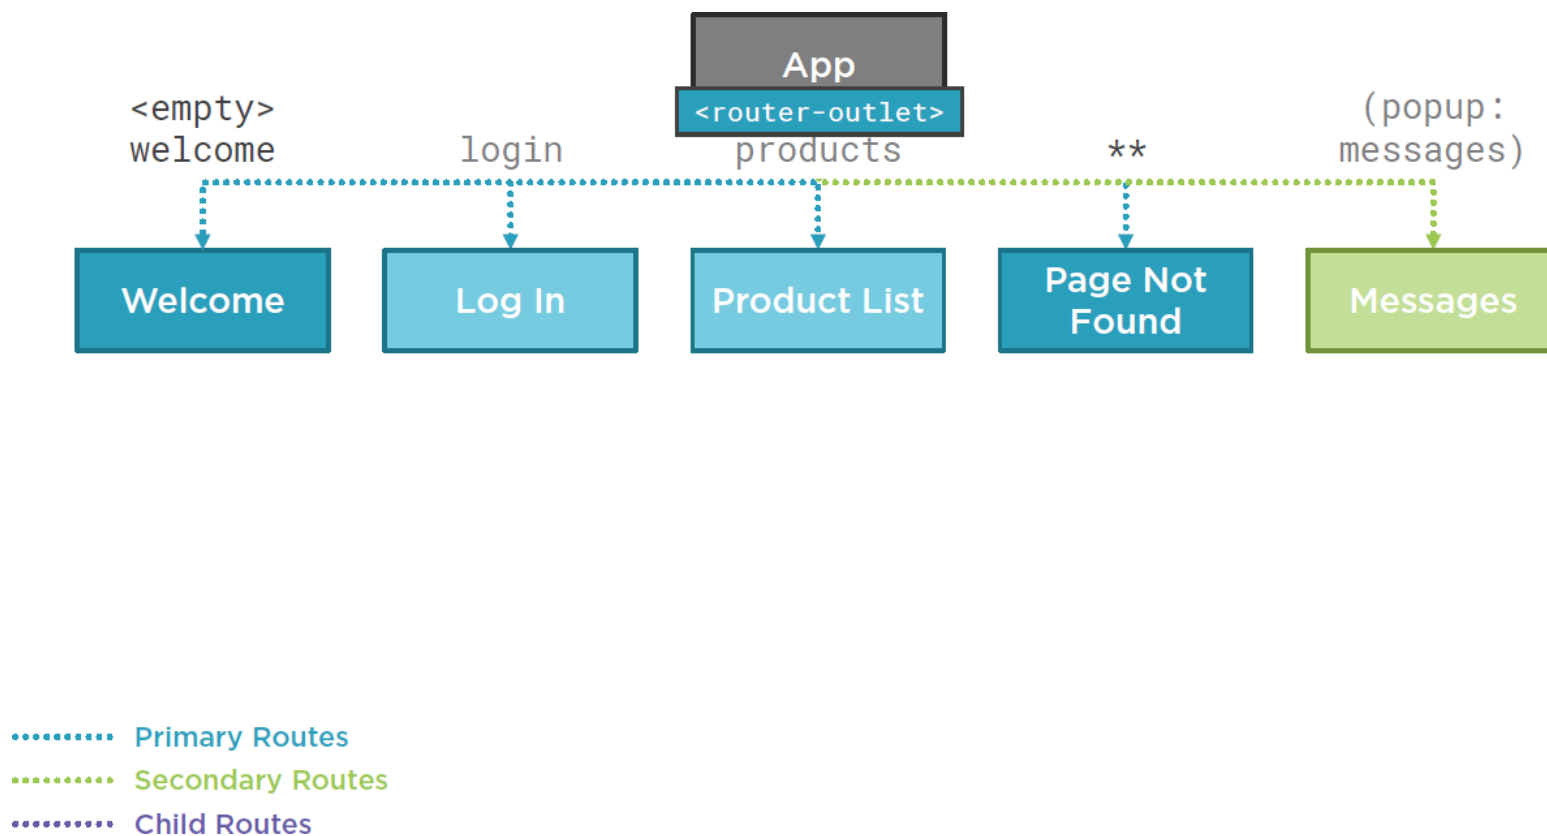 App
<router-outlet>
<empty>
welcome
login
products
**
(popup:
messages)
Welcome
Log In
Product List
Page Not
Found
Messages
Primary Routes
Secondary Routes
Child Routes